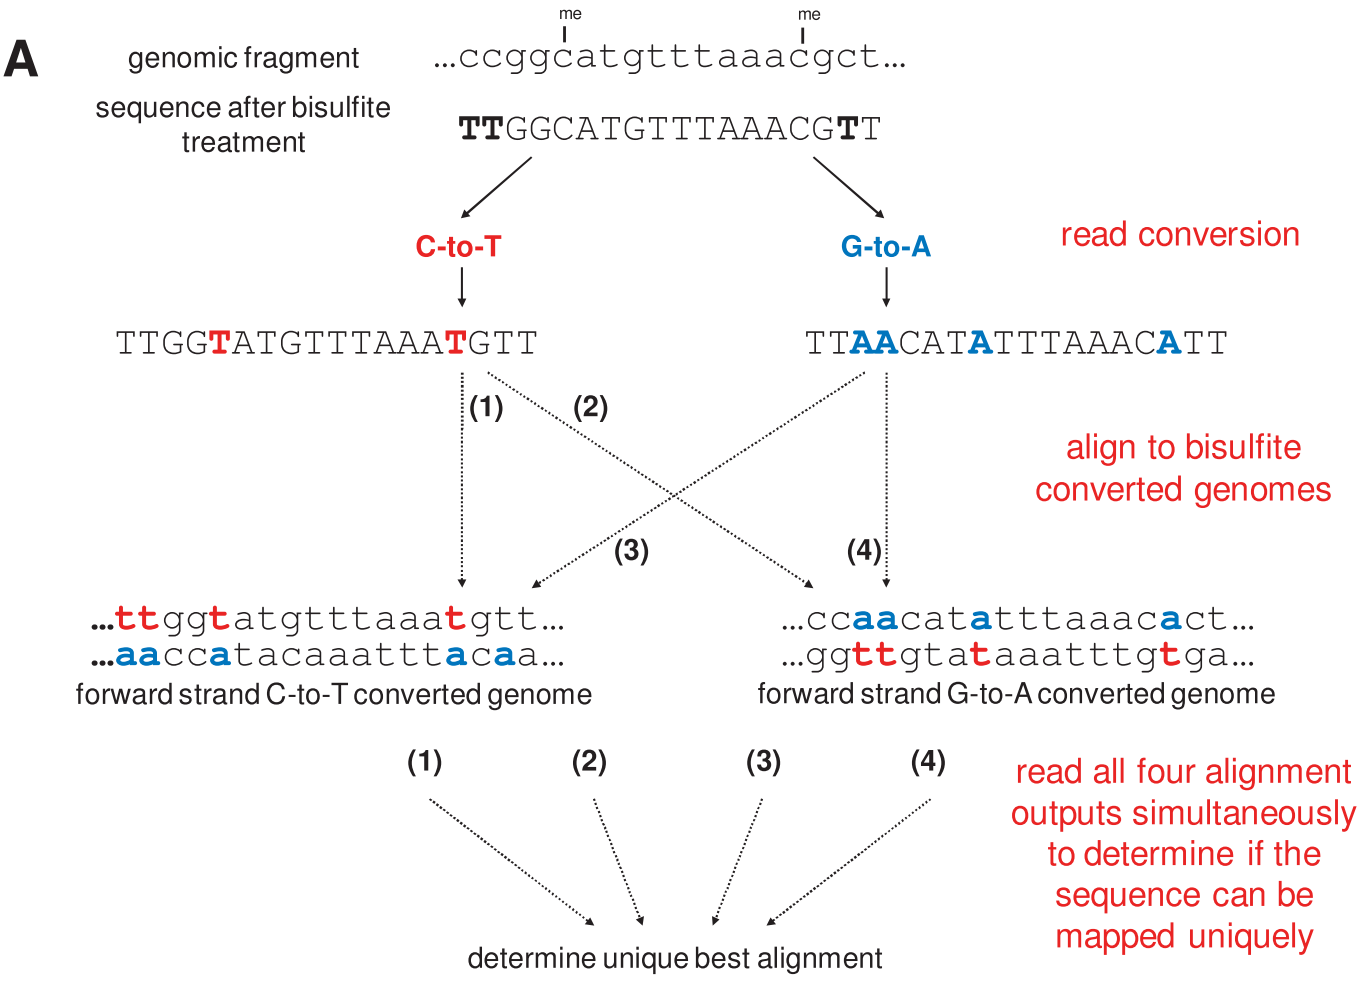 A
me me
genomic fragment …ccggcatgtttaaacgct…
sequence after bisulfite
treatment
TTGGCATGTTTAAACGTT
C-to-T G-to-A read conversion
TTGGTATGTTTAAATGTT TTAACATATTTAAACATT
(1) (2)
align to bisulfite
converted genomes
(3) (4)
…ttggtatgtttaaatgtt… …ccaacatatttaaacact…
…aaccatacaaatttacaa… …ggttgtataaatttgtga…
forward strand C-to-T converted genome forward strand G-to-A converted genome
(1) (2) (3) (4)
read all four alignment
outputs simultaneously
to determine if the
sequence can be
mapped uniquely
determine unique best alignment